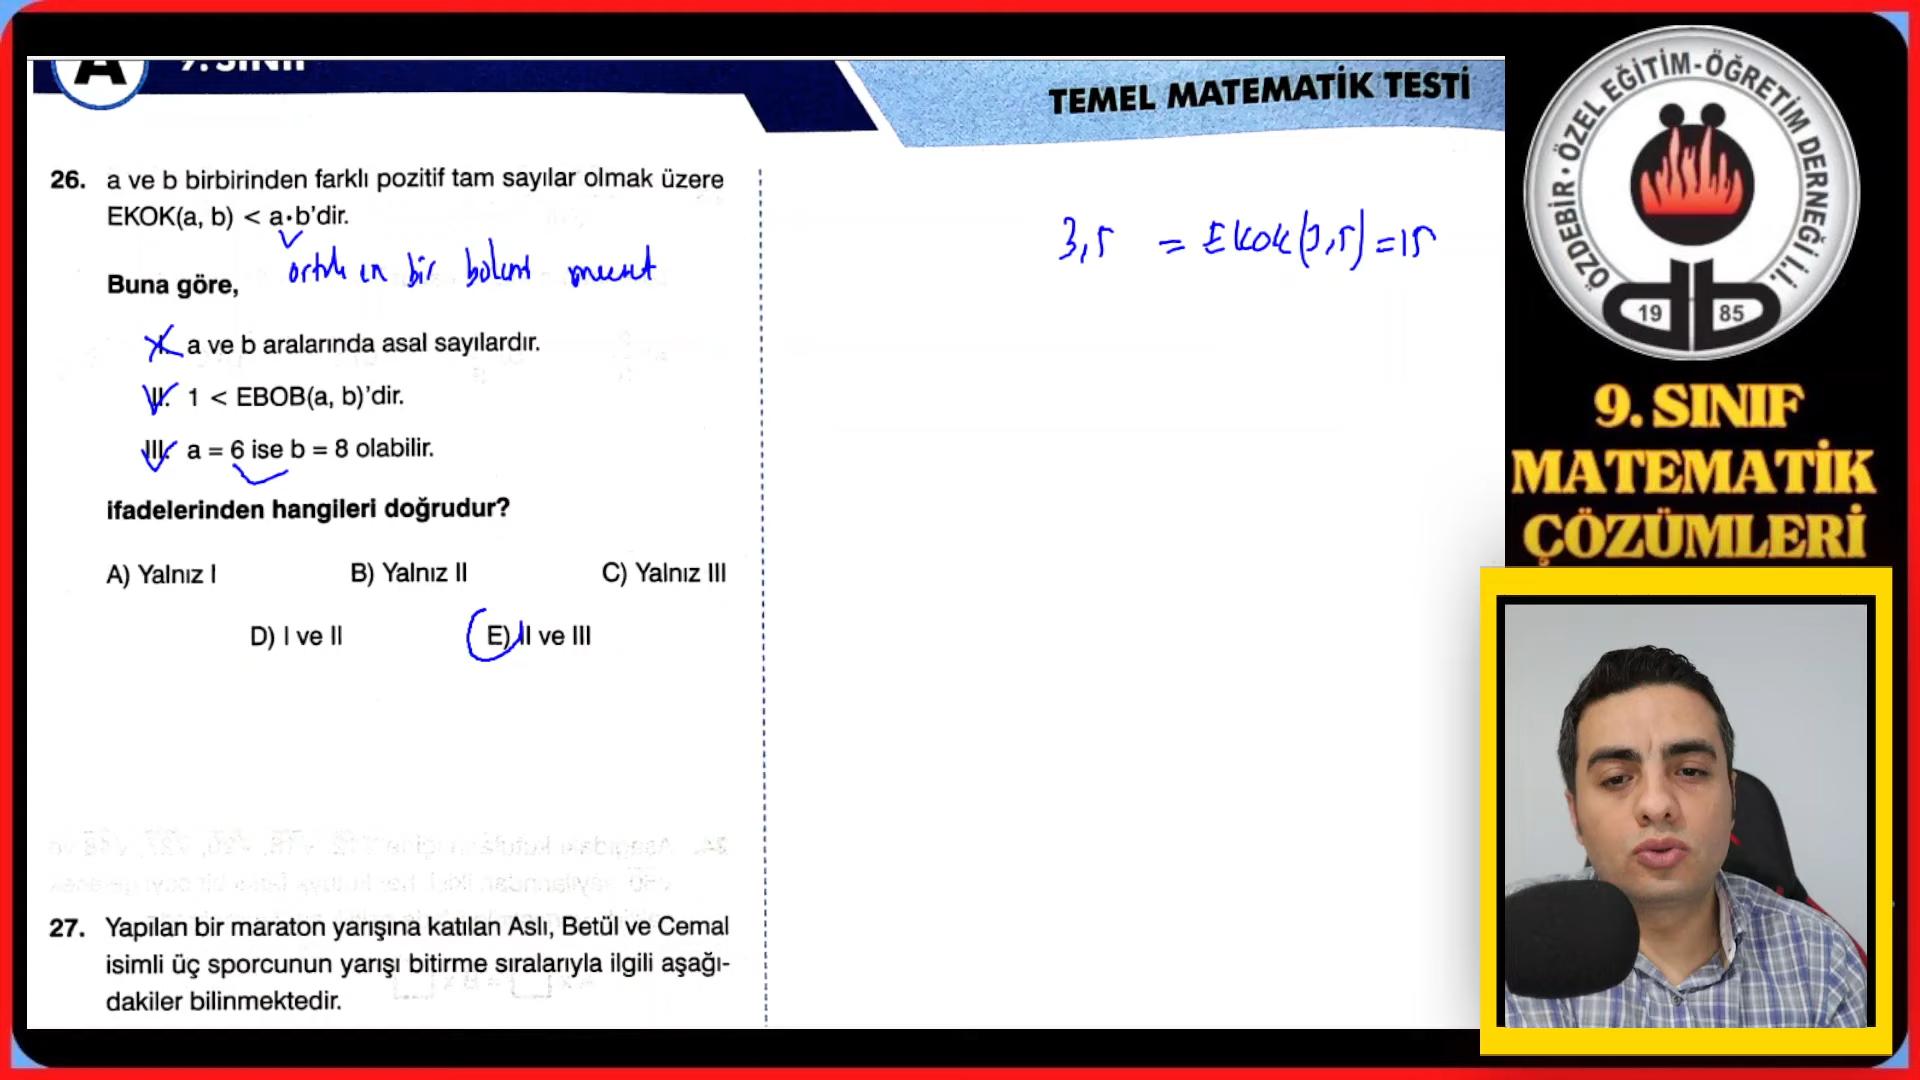 A
9. SINIF
TEMEL MATEMATİK TESTİ
26. a ve b birbirinden farklı pozitif tam sayılar olmak üzere
EKOK(a, b) < a·b'dir.
bir
3,5 = EKOK(3,5)=15
Buna göre,
I. a ve b aralarında asal sayılardır.
II. 1 < EBOB(a, b)'dir.
III. a = 6 ise b = 8 olabilir.
ifadelerinden hangileri doğrudur?
A) Yalnız I B) Yalnız II C) Yalnız III
D) I ve II E) II ve III
27. Yapılan bir maraton yarışına katılan Aslı, Betül ve Cemal
isimli üç sporcunun yarışı bitirme sıralarıyla ilgili aşağı-
dakiler bilinmektedir.
ÖZDEBİR · ÖZEL EĞİTİM-ÖĞRETİM DERNEĞİ İ.İ.
19 85
9. SINIF
MATEMATİK
ÇÖZÜMLERİ